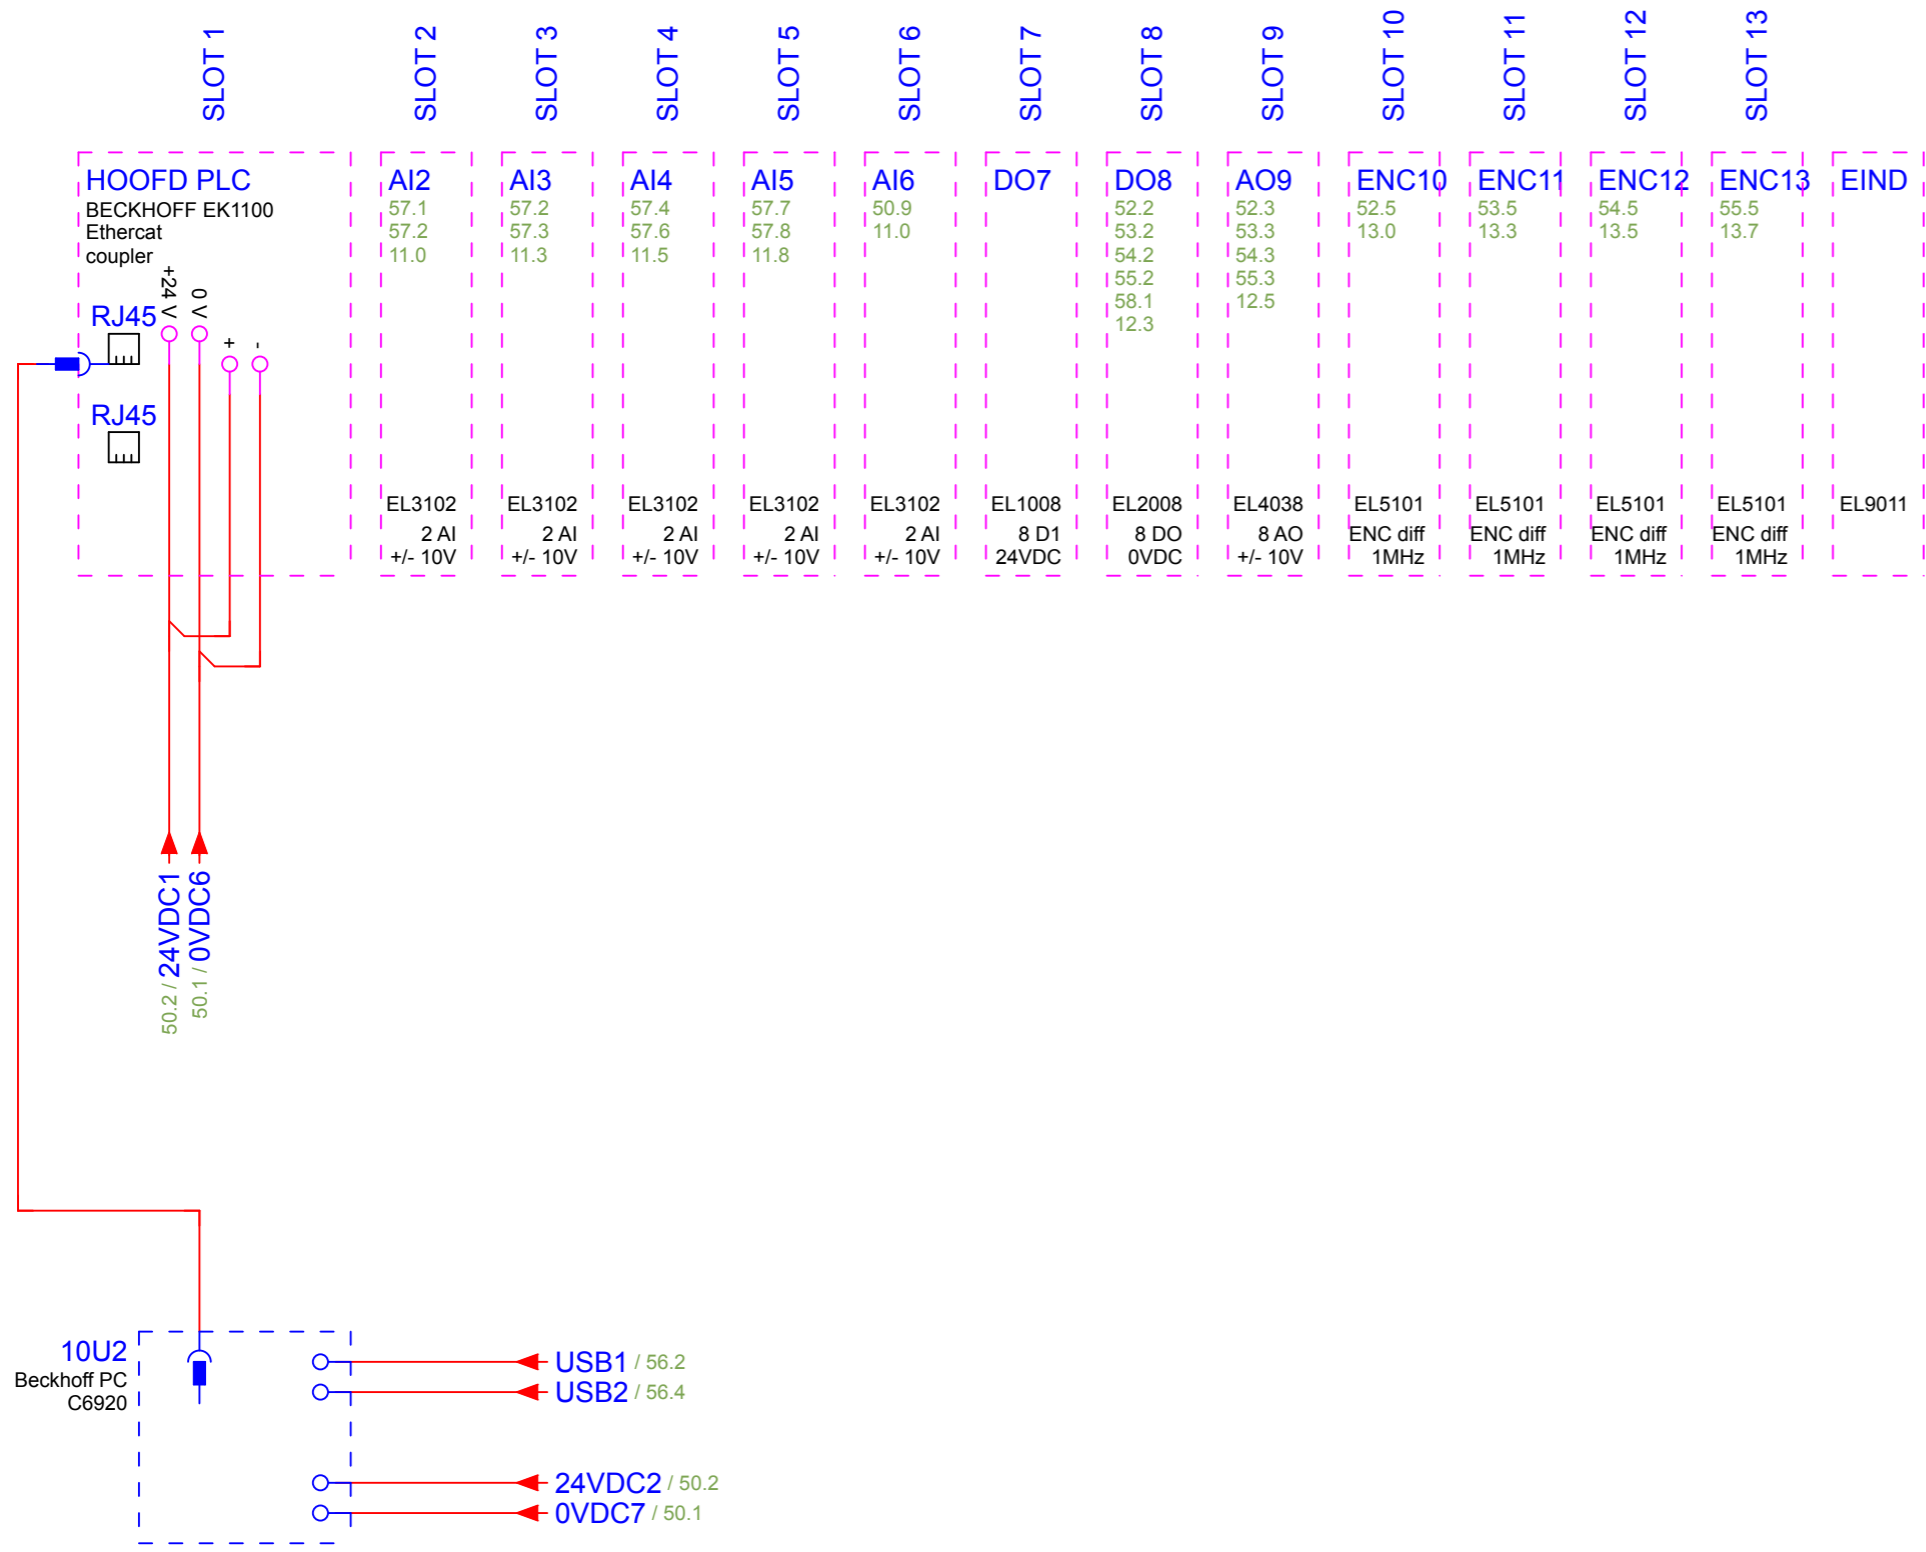 SLOT 1
SLOT 2
SLOT 3
SLOT 4
SLOT 5
SLOT 6
SLOT 7
SLOT 8
SLOT 9
SLOT 10
SLOT 11
SLOT 12
SLOT 13
HOOFD PLC
BECKHOFF EK1100
Ethercat
coupler
+24 V
0 V
+
-
RJ45
RJ45
AI2
57.1
57.2
11.0
EL3102
2 AI
+/- 10V
AI3
57.2
57.3
11.3
EL3102
2 AI
+/- 10V
AI4
57.4
57.6
11.5
EL3102
2 AI
+/- 10V
AI5
57.7
57.8
11.8
EL3102
2 AI
+/- 10V
AI6
50.9
11.0
EL3102
2 AI
+/- 10V
DO7
EL1008
8 D1
24VDC
DO8
52.2
53.2
54.2
55.2
58.1
12.3
EL2008
8 DO
0VDC
AO9
52.3
53.3
54.3
55.3
12.5
EL4038
8 AO
+/- 10V
ENC10
52.5
13.0
EL5101
ENC diff
1MHz
ENC11
53.5
13.3
EL5101
ENC diff
1MHz
ENC12
54.5
13.5
EL5101
ENC diff
1MHz
ENC13
55.5
13.7
EL5101
ENC diff
1MHz
EIND
EL9011
50.2 / 24VDC1
50.1 / 0VDC6
10U2
Beckhoff PC
C6920
USB1 / 56.2
USB2 / 56.4
24VDC2 / 50.2
0VDC7 / 50.1